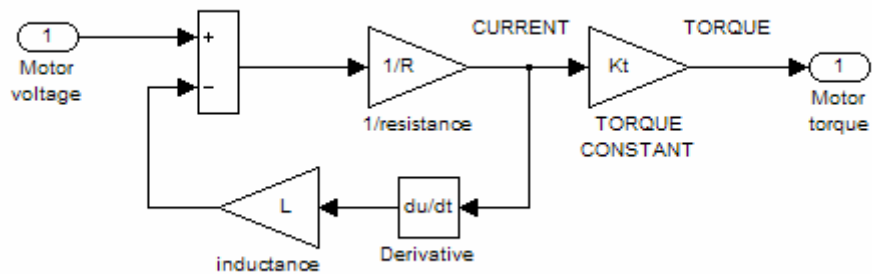 1
Motor
voltage
+
−
1/R
1/resistance
CURRENT
Kt
TORQUE
CONSTANT
TORQUE
1
Motor
torque
L
inductance
du/dt
Derivative